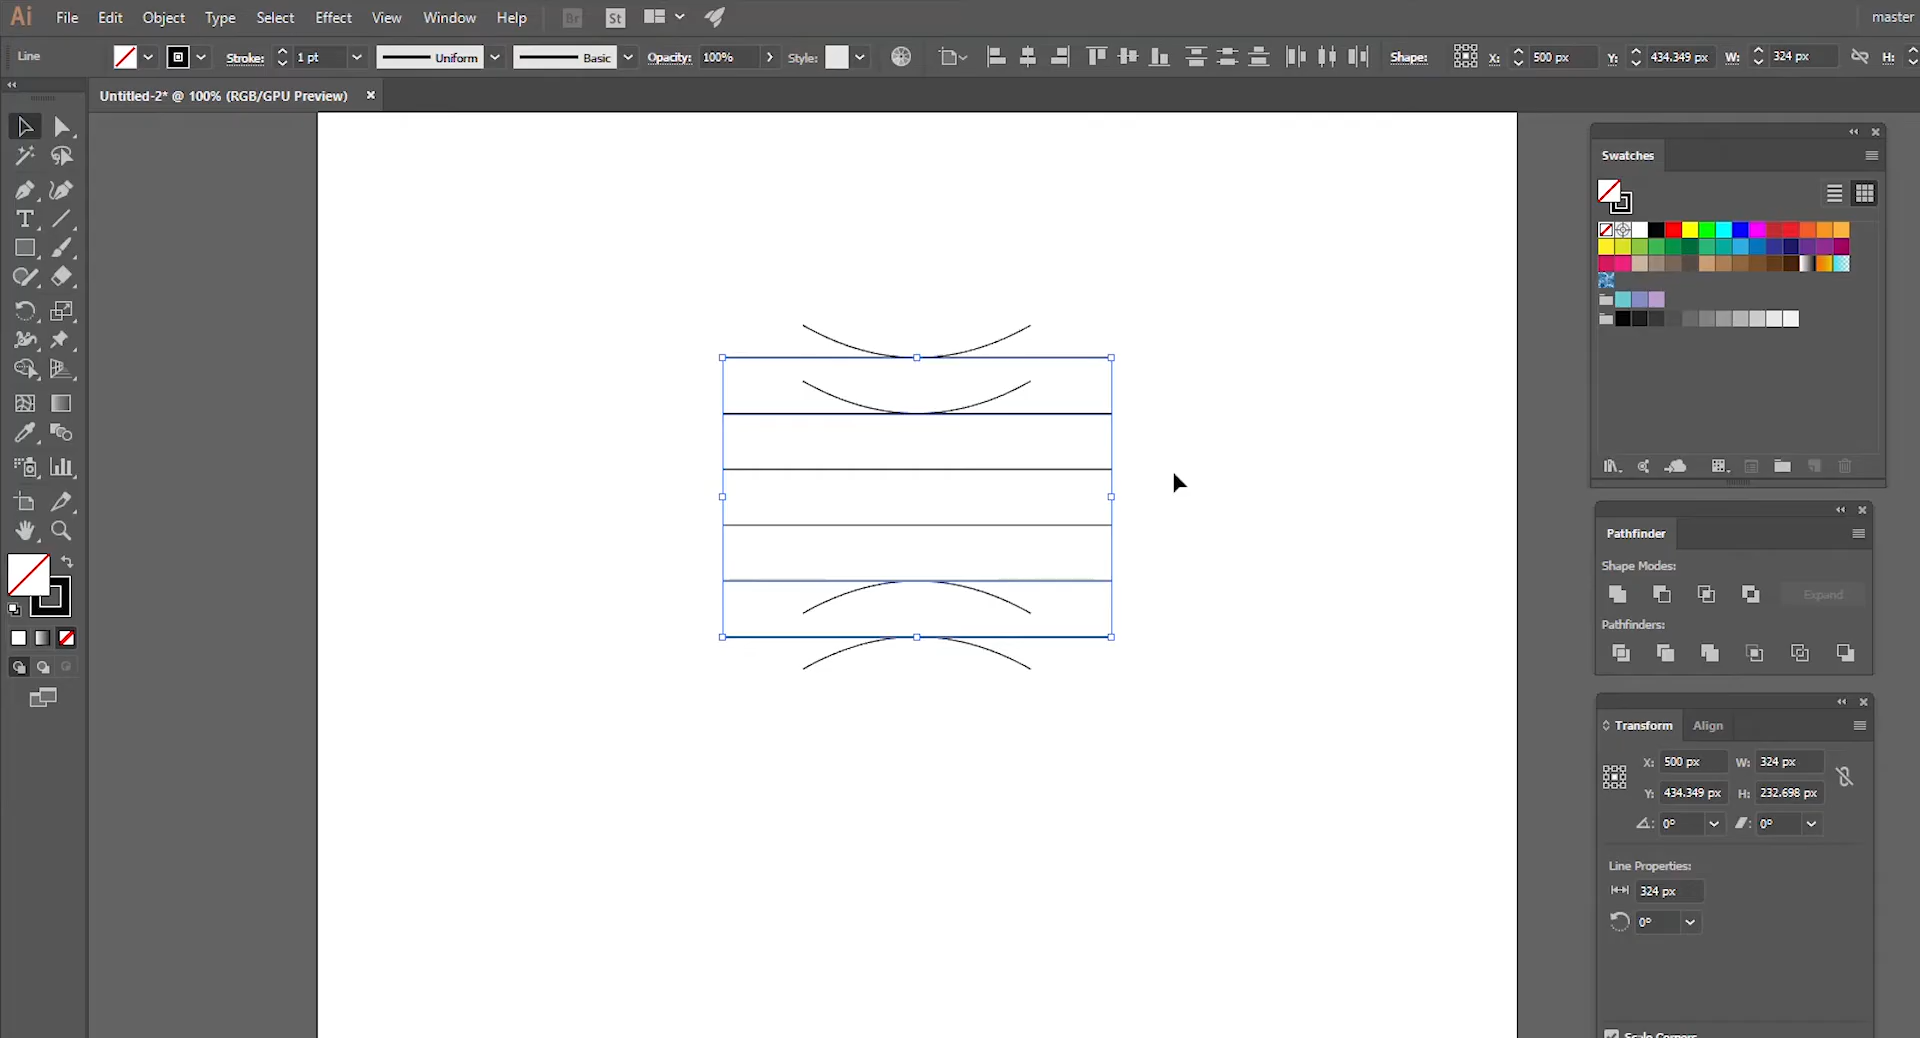 Ai File Edit Object Type Select Effect View Window Help Br St master
Line Stroke: 1 pt Uniform Basic Opacity: 100% Style: Shape: X: 500 px Y: 434.349 px W: 324 px H:
Untitled-2* @ 100% (RGB/GPU Preview)
Swatches
Pathfinder
Shape Modes:
Expand
Pathfinders:
Transform Align
X: 500 px W: 324 px
Y: 434.349 px H: 232.698 px
0° 0°
Line Properties:
324 px
0°
Scale Corners